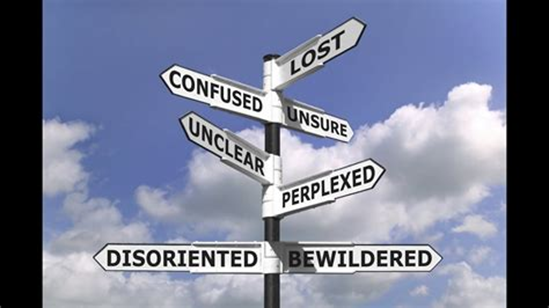 LOST
CONFUSED
UNSURE
UNCLEAR
PERPLEXED
DISORIENTED
BEWILDERED